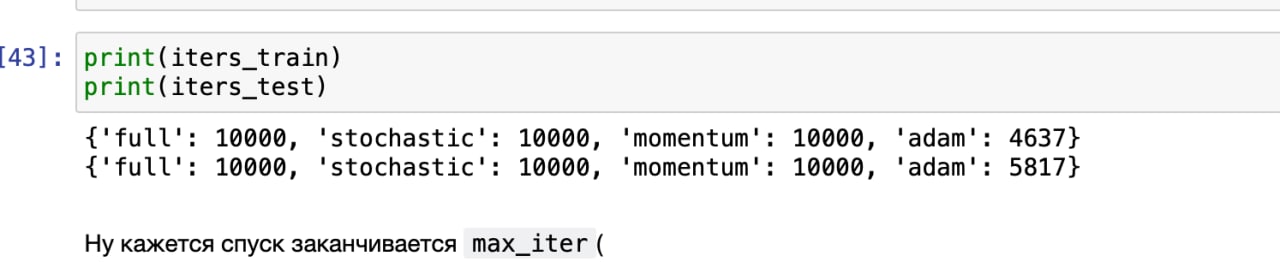 [43]: print(iters_train)
print(iters_test)
{'full': 10000, 'stochastic': 10000, 'momentum': 10000, 'adam': 4637}
{'full': 10000, 'stochastic': 10000, 'momentum': 10000, 'adam': 5817}
Ну кажется спуск заканчивается max_iter (